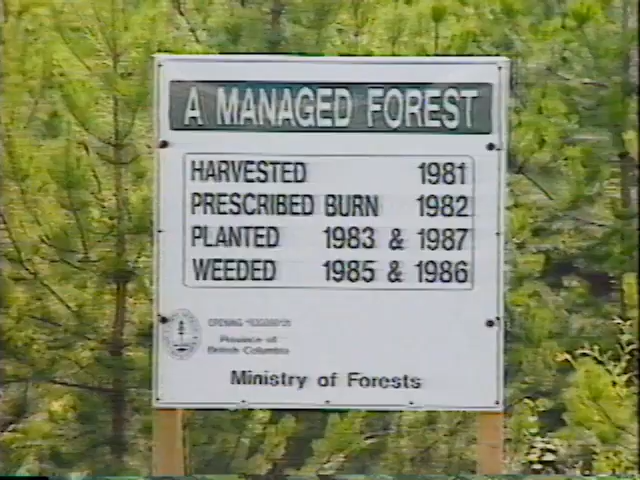 A MANAGED FOREST
HARVESTED 1981
PRESCRIBED BURN 1982
PLANTED 1983 & 1987
WEEDED 1985 & 1986
OPENING
Province of
British Columbia
Ministry of Forests